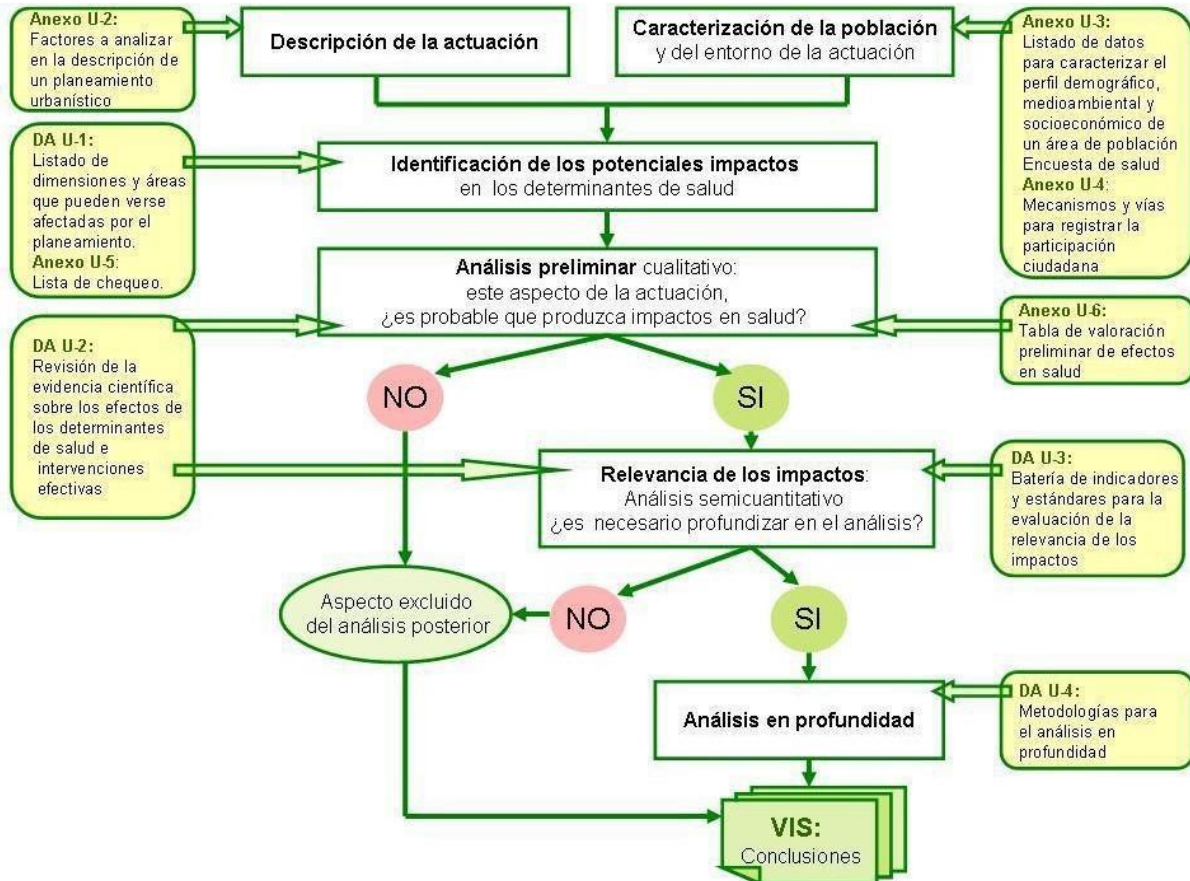 Anexo U-2:
Factores a analizar
en la descripción de
un planeamiento
urbanístico
Descripción de la actuación
Caracterización de la población
y del entorno de la actuación
Anexo U-3:
Listado de datos
para caracterizar el
perfil demográfico,
medioambiental y
socioeconómico de
un área de población
Encuesta de salud
Anexo U-4:
Mecanismos y vías
para registrar la
participación
ciudadana
DA U-1:
Listado de
dimensiones y áreas
que pueden verse
afectadas por el
planeamiento.
Anexo U-5:
Lista de chequeo.
Identificación de los potenciales impactos
en los determinantes de salud
Análisis preliminar cualitativo:
este aspecto de la actuación,
¿es probable que produzca impactos en salud?
Anexo U-6:
Tabla de valoración
preliminar de efectos
en salud
DA U-2:
Revisión de la
evidencia científica
sobre los efectos de
los determinantes
de salud e
intervenciones
efectivas
NO
SI
Relevancia de los impactos:
Análisis semicuantitativo
¿es necesario profundizar en el análisis?
DA U-3:
Batería de indicadores
y estándares para la
evaluación de la
relevancia de los
impactos
Aspecto excluido
del análisis posterior
NO
SI
Análisis en profundidad
DA U-4:
Metodologías para
el análisis en
profundidad
VIS:
Conclusiones